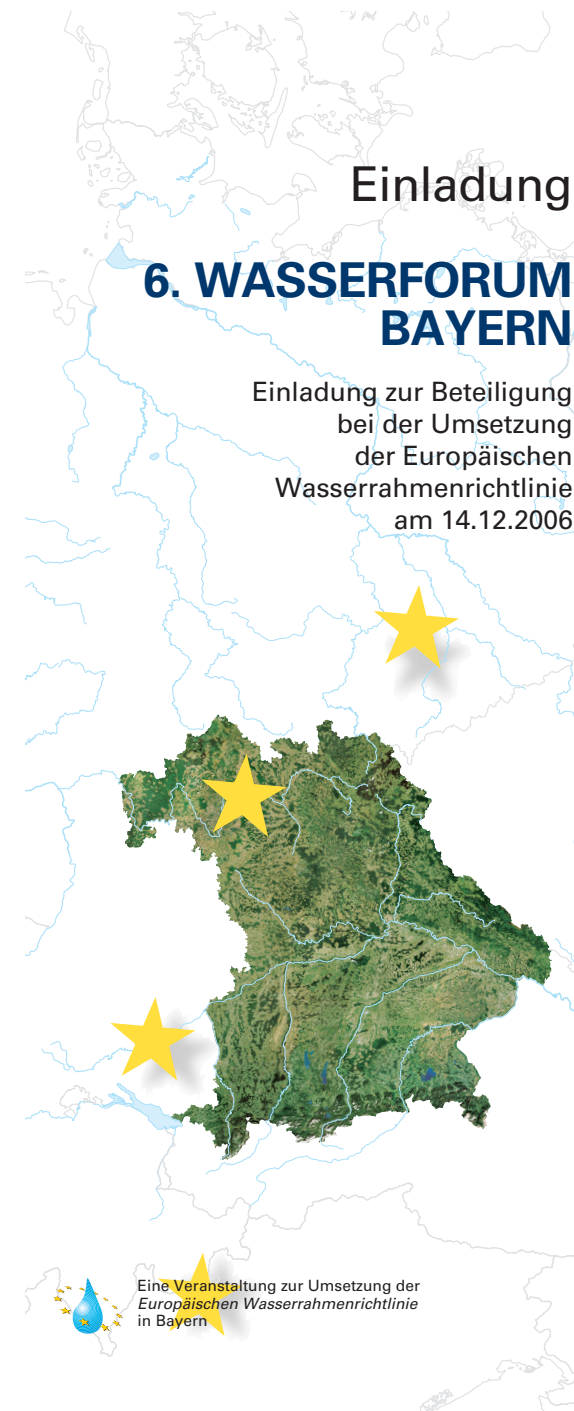 Einladung
6. WASSERFORUM
BAYERN
Einladung zur Beteiligung
bei der Umsetzung
der Europäischen
Wasserrahmenrichtlinie
am 14.12.2006
Eine Veranstaltung zur Umsetzung der
Europäischen Wasserrahmenrichtlinie
in Bayern